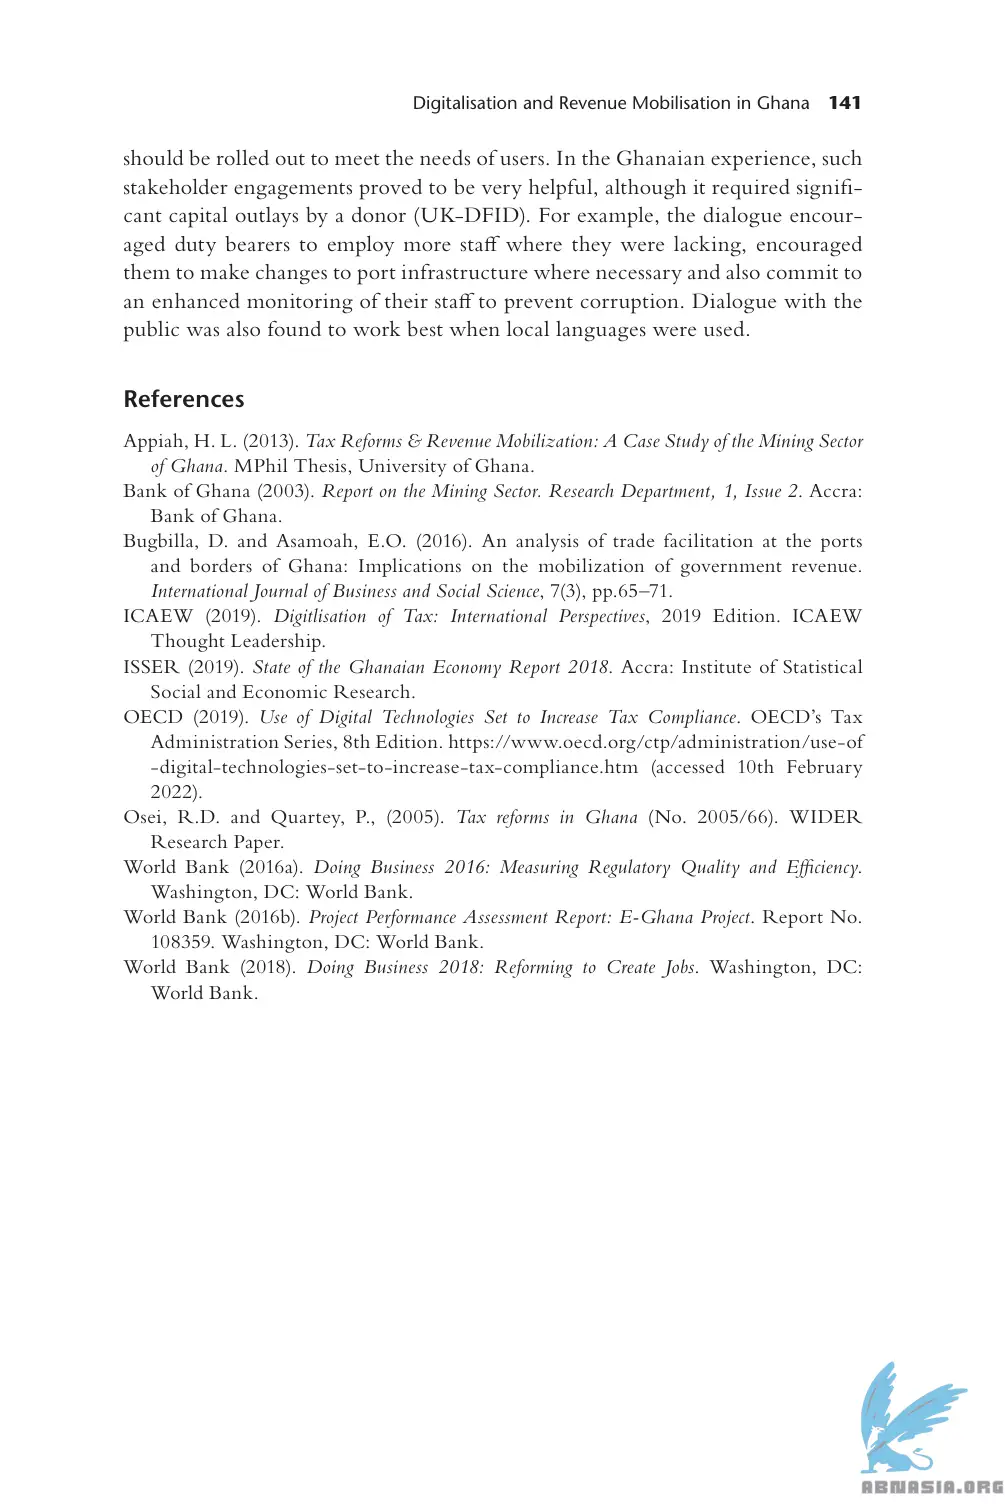 Digitalisation and Revenue Mobilisation in Ghana 141
should be rolled out to meet the needs of users. In the Ghanaian experience, such
stakeholder engagements proved to be very helpful, although it required signifi-
cant capital outlays by a donor (UK-DFID). For example, the dialogue encour-
aged duty bearers to employ more staff where they were lacking, encouraged
them to make changes to port infrastructure where necessary and also commit to
an enhanced monitoring of their staff to prevent corruption. Dialogue with the
public was also found to work best when local languages were used.
References
Appiah, H. L. (2013). Tax Reforms & Revenue Mobilization: A Case Study of the Mining Sector
of Ghana. MPhil Thesis, University of Ghana.
Bank of Ghana (2003). Report on the Mining Sector. Research Department, 1, Issue 2. Accra:
Bank of Ghana.
Bugbilla, D. and Asamoah, E.O. (2016). An analysis of trade facilitation at the ports
and borders of Ghana: Implications on the mobilization of government revenue.
International Journal of Business and Social Science, 7(3), pp.65–71.
ICAEW (2019). Digitlisation of Tax: International Perspectives, 2019 Edition. ICAEW
Thought Leadership.
ISSER (2019). State of the Ghanaian Economy Report 2018. Accra: Institute of Statistical
Social and Economic Research.
OECD (2019). Use of Digital Technologies Set to Increase Tax Compliance. OECD’s Tax
Administration Series, 8th Edition. https://www.oecd.org/ctp/administration/use-of
-digital-technologies-set-to-increase-tax-compliance.htm (accessed 10th February
2022).
Osei, R.D. and Quartey, P., (2005). Tax reforms in Ghana (No. 2005/66). WIDER
Research Paper.
World Bank (2016a). Doing Business 2016: Measuring Regulatory Quality and Efficiency.
Washington, DC: World Bank.
World Bank (2016b). Project Performance Assessment Report: E-Ghana Project. Report No.
108359. Washington, DC: World Bank.
World Bank (2018). Doing Business 2018: Reforming to Create Jobs. Washington, DC:
World Bank.
ABNASIA.ORG